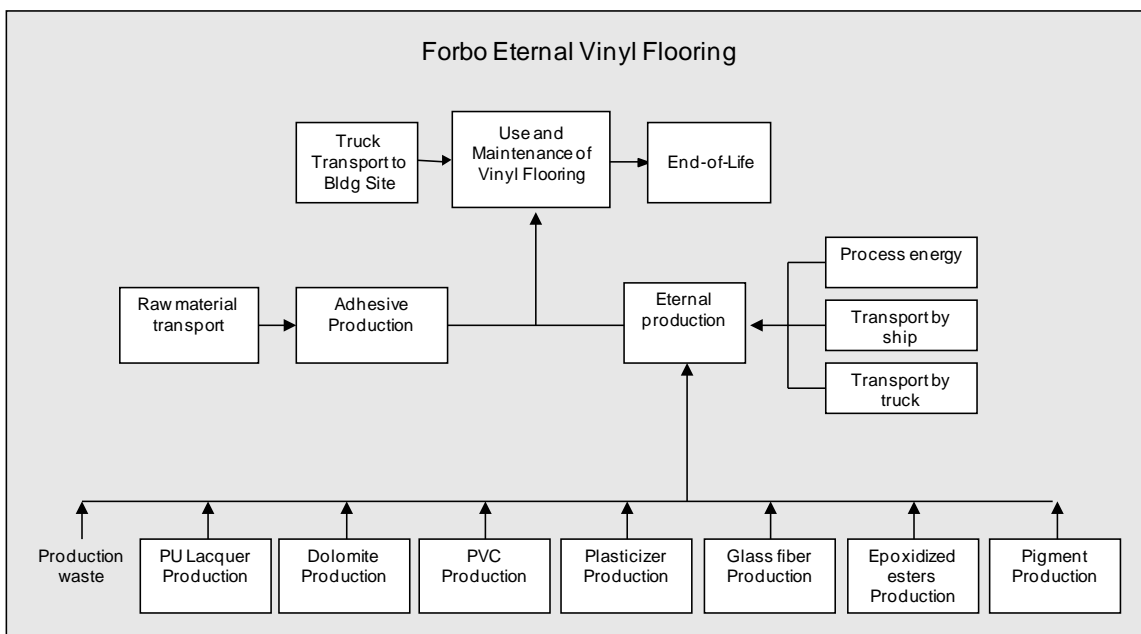 Forbo Eternal Vinyl Flooring
Truck
Transport to
Bldg Site
Use and
Maintenance of
Vinyl Flooring
End-of-Life
Process energy
Raw material
transport
Adhesive
Production
Eternal
production
Transport by
ship
Transport by
truck
Production
waste
PU Lacquer
Production
Dolomite
Production
PVC
Production
Plasticizer
Production
Glass fiber
Production
Epoxidized
esters
Production
Pigment
Production